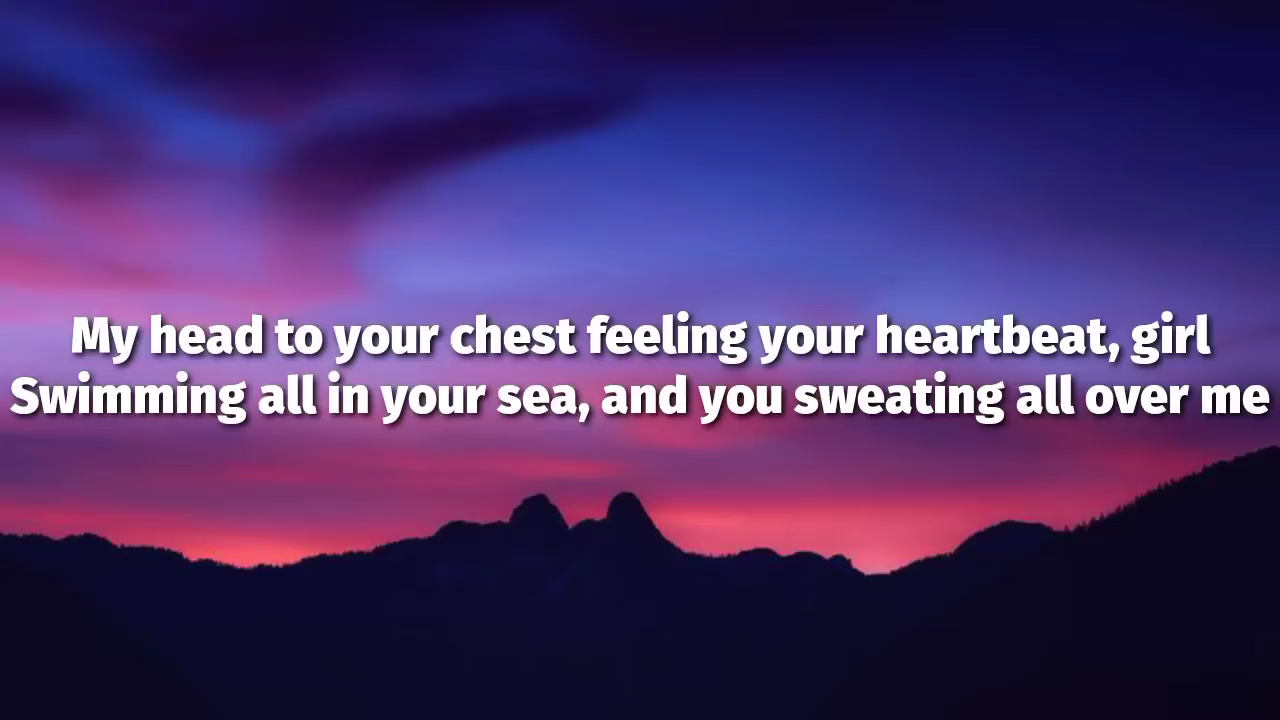 My head to your chest feeling your heartbeat, girl
Swimming all in your sea, and you sweating all over me